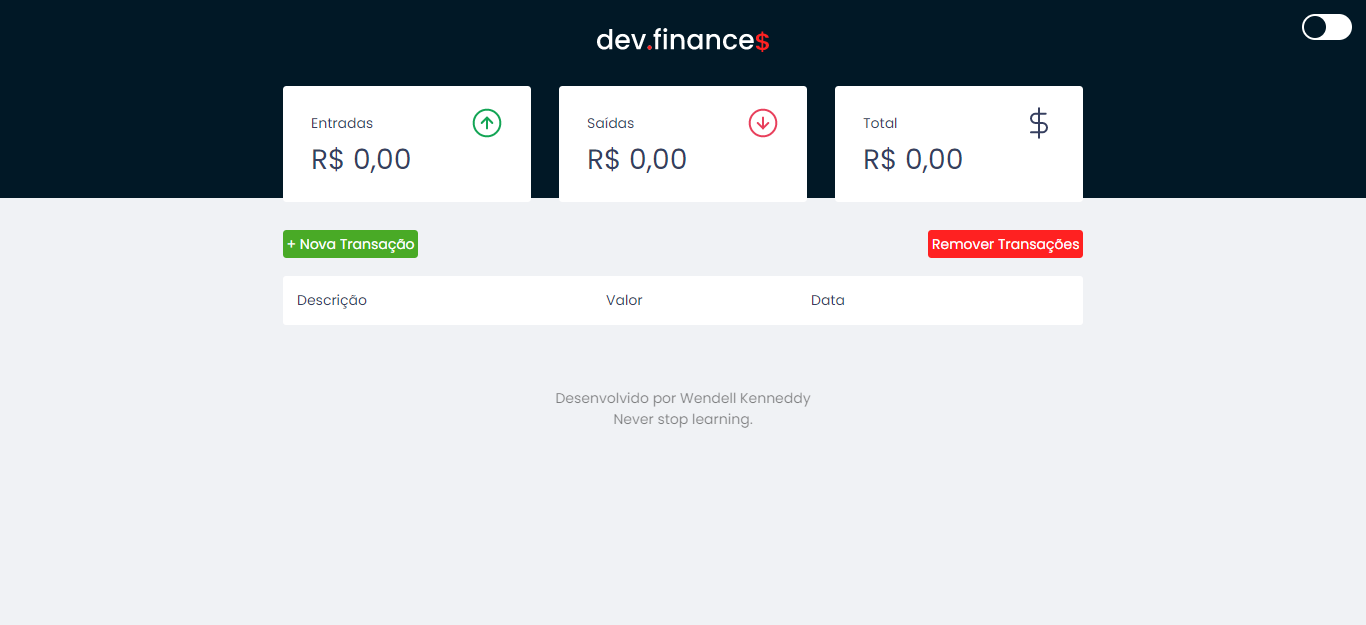 dev.finance$
Entradas
R$ 0,00
Saídas
R$ 0,00
Total
$
R$ 0,00
+ Nova Transação
Remover Transações
Descrição Valor Data
Desenvolvido por Wendell Kenneddy
Never stop learning.